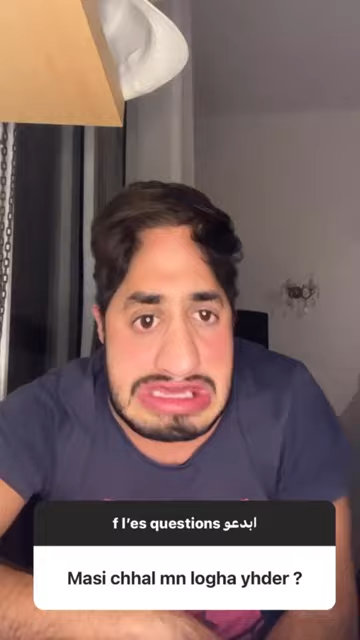 ابدعو f l’es questions
Masi chhal mn logha yhder ?